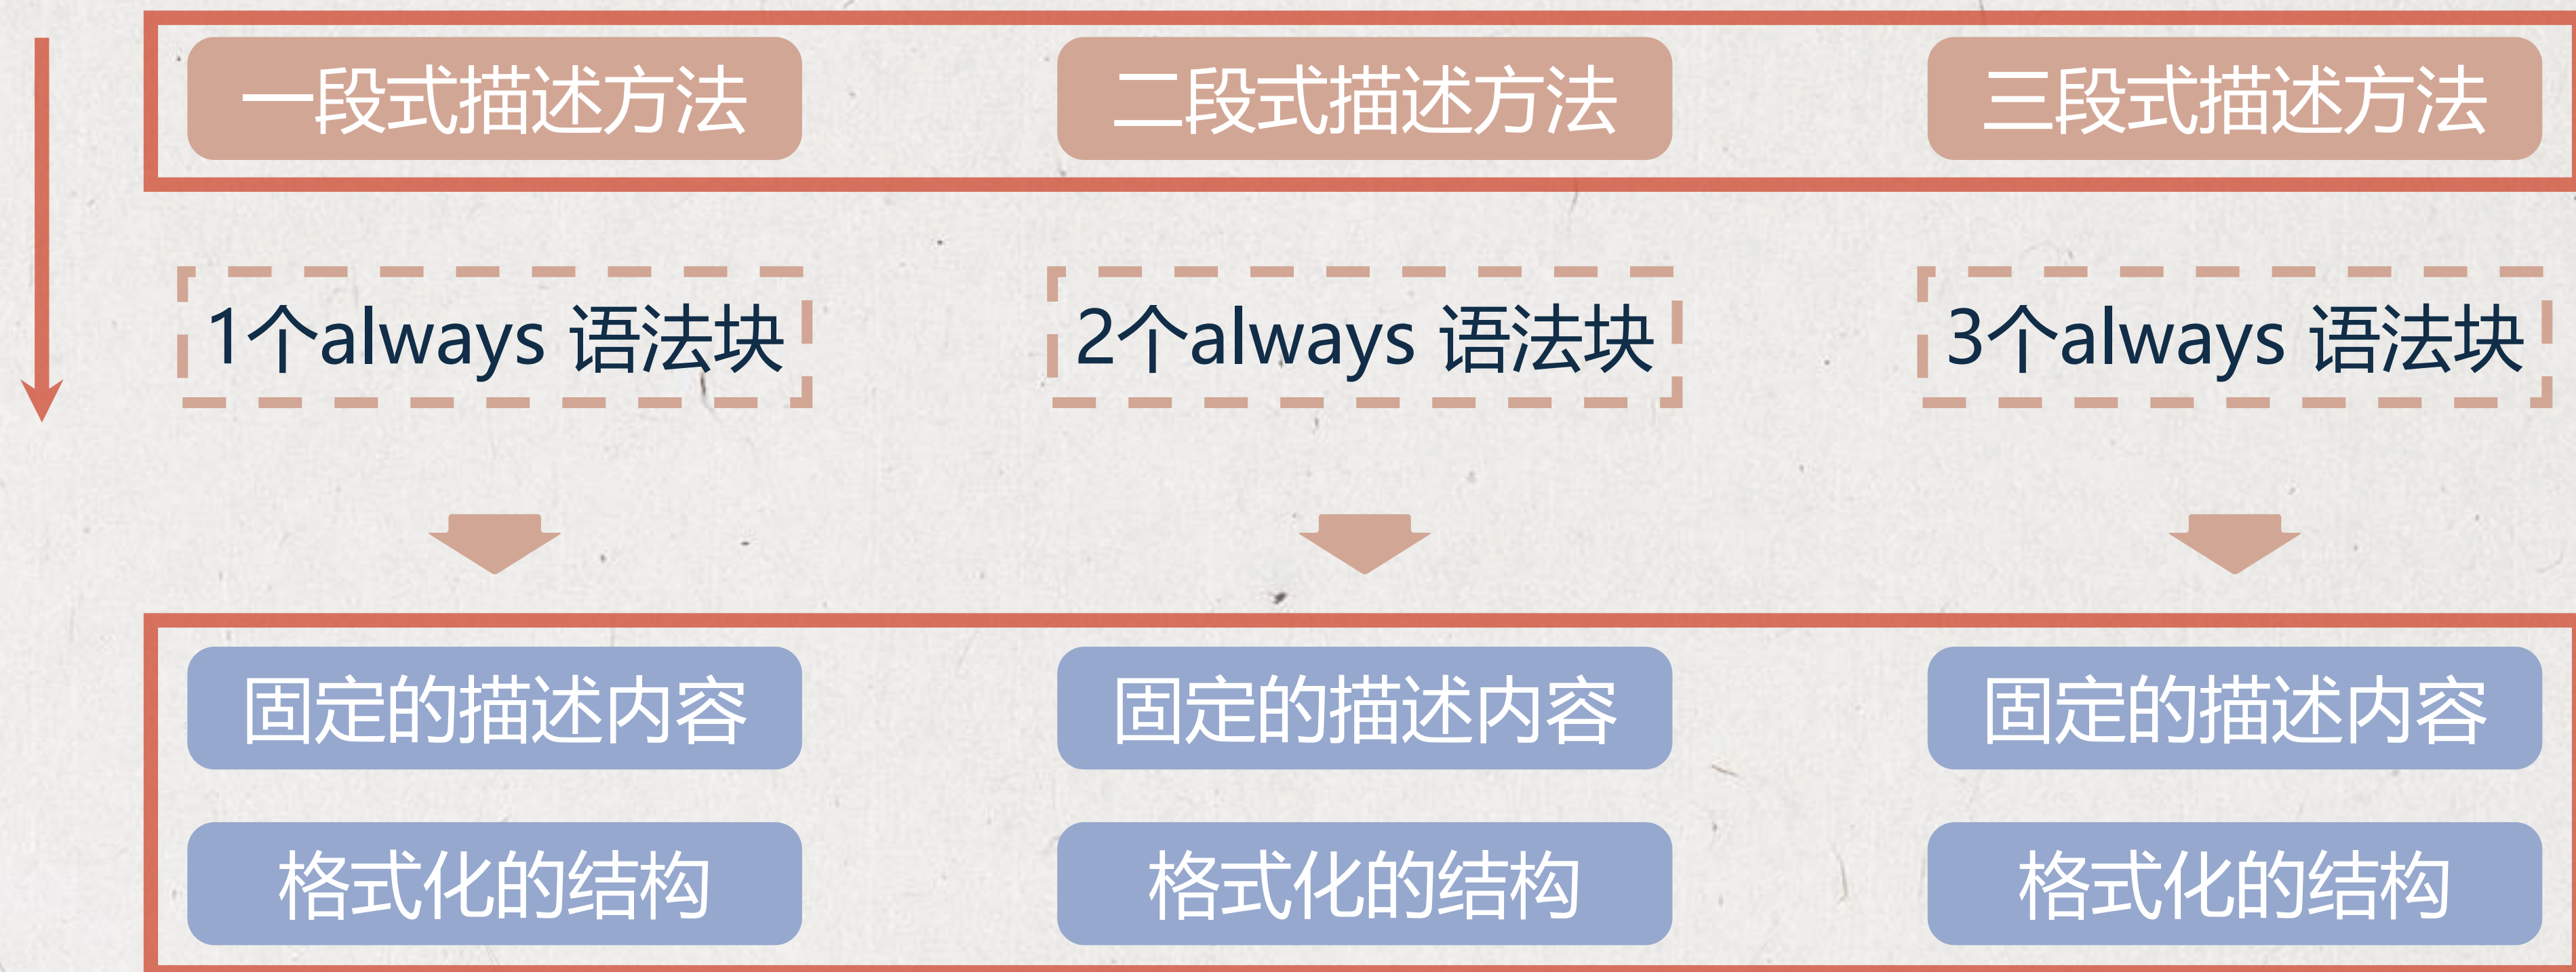 一段式描述方法
二段式描述方法
三段式描述方法
1个always 语法块
2个always 语法块
3个always 语法块
固定的描述内容
固定的描述内容
固定的描述内容
格式化的结构
格式化的结构
格式化的结构